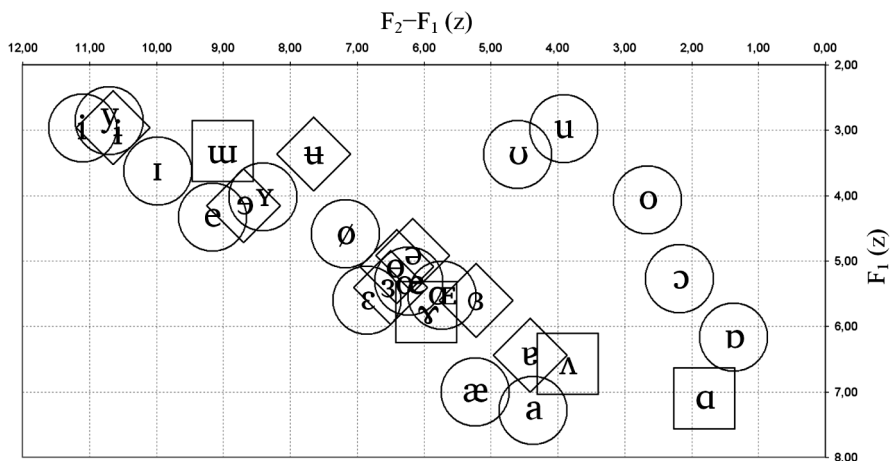 F₂−F₁ (z)
12,00 11,00 10,00 9,00 8,00 7,00 6,00 5,00 4,00 3,00 2,00 1,00 0,00
2,00
y
i ɨ u
3,00
ɯ ʉ ʊ
ɪ
4,00
e ɘ ʏ o
ø
5,00
ə
ɵ
ɜ œ ɔ
ɛ ɤ ɶ ɞ
F₁ (z)
6,00
ɐ ʌ ɒ
7,00
æ a ɑ
8,00